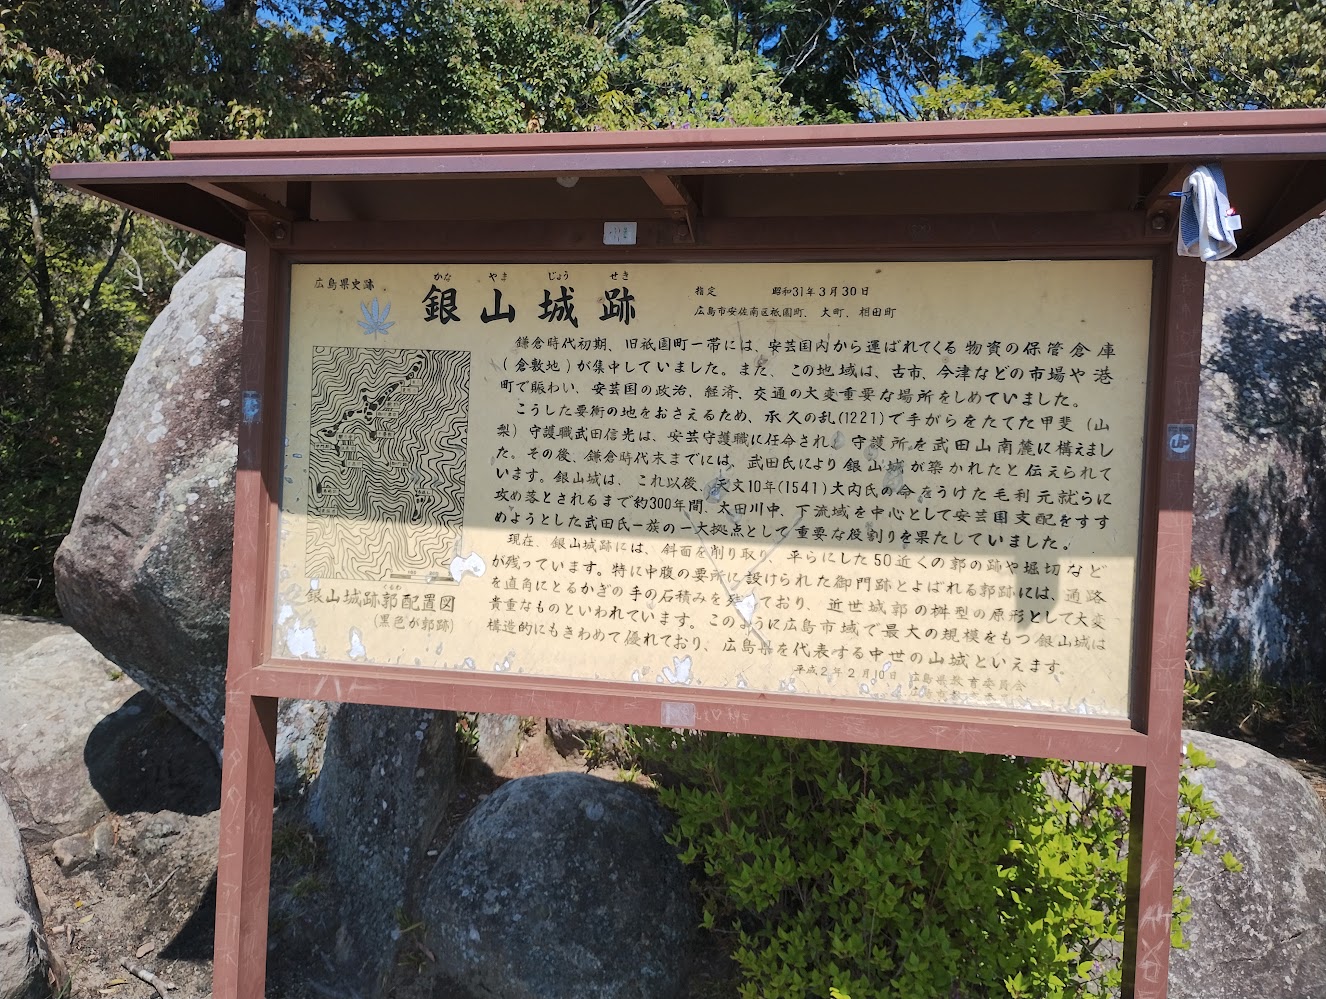 広島県史跡
かな やま じょう せき
銀山城跡
指定 昭和31年3月30日
広島市安佐南区祇園町、大町、相田町
鎌倉時代初期、旧祇園町一帯には、安芸国内から運ばれてくる物資の保管倉庫
(倉敷地)が集中していました。また、この地域は、古市、今津などの市場や港
町で賑わい、安芸国の政治、経済、交通の大変重要な場所をしめていました。
こうした要衝の地をおさえるため、承久の乱(1221)で手がらをたてた甲斐(山
梨)守護職武田信光は、安芸守護職に任命され、守護所を武田山南麓に構えまし
た。その後、鎌倉時代末までには、武田氏により銀山城が築かれたと伝えられて
います。銀山城は、これ以後、天文10年(1541)大内氏の命をうけた毛利元就らに
攻め落とされるまで約300年間、太田川中、下流域を中心として安芸国支配をすす
めようとした武田氏一族の一大拠点として重要な役割りを果たしていました。
現在、銀山城跡には、斜面を削り取り、平らにした50近くの郭の跡や堀切など
が残っています。特に中腹の要所に設けられた御門跡とよばれる郭跡には、通路
を直角にとるかぎの手の石積みを残しており、近世城郭の桝型の原形として大変
貴重なものといわれています。このように広島市域で最大の規模をもつ銀山城は
構造的にもきわめて優れており、広島県を代表する中世の山城といえます。
平成2年2月10日 広島県教育委員会
広島市教育委員会
くるわ
銀山城跡郭配置図
(黒色が郭跡)